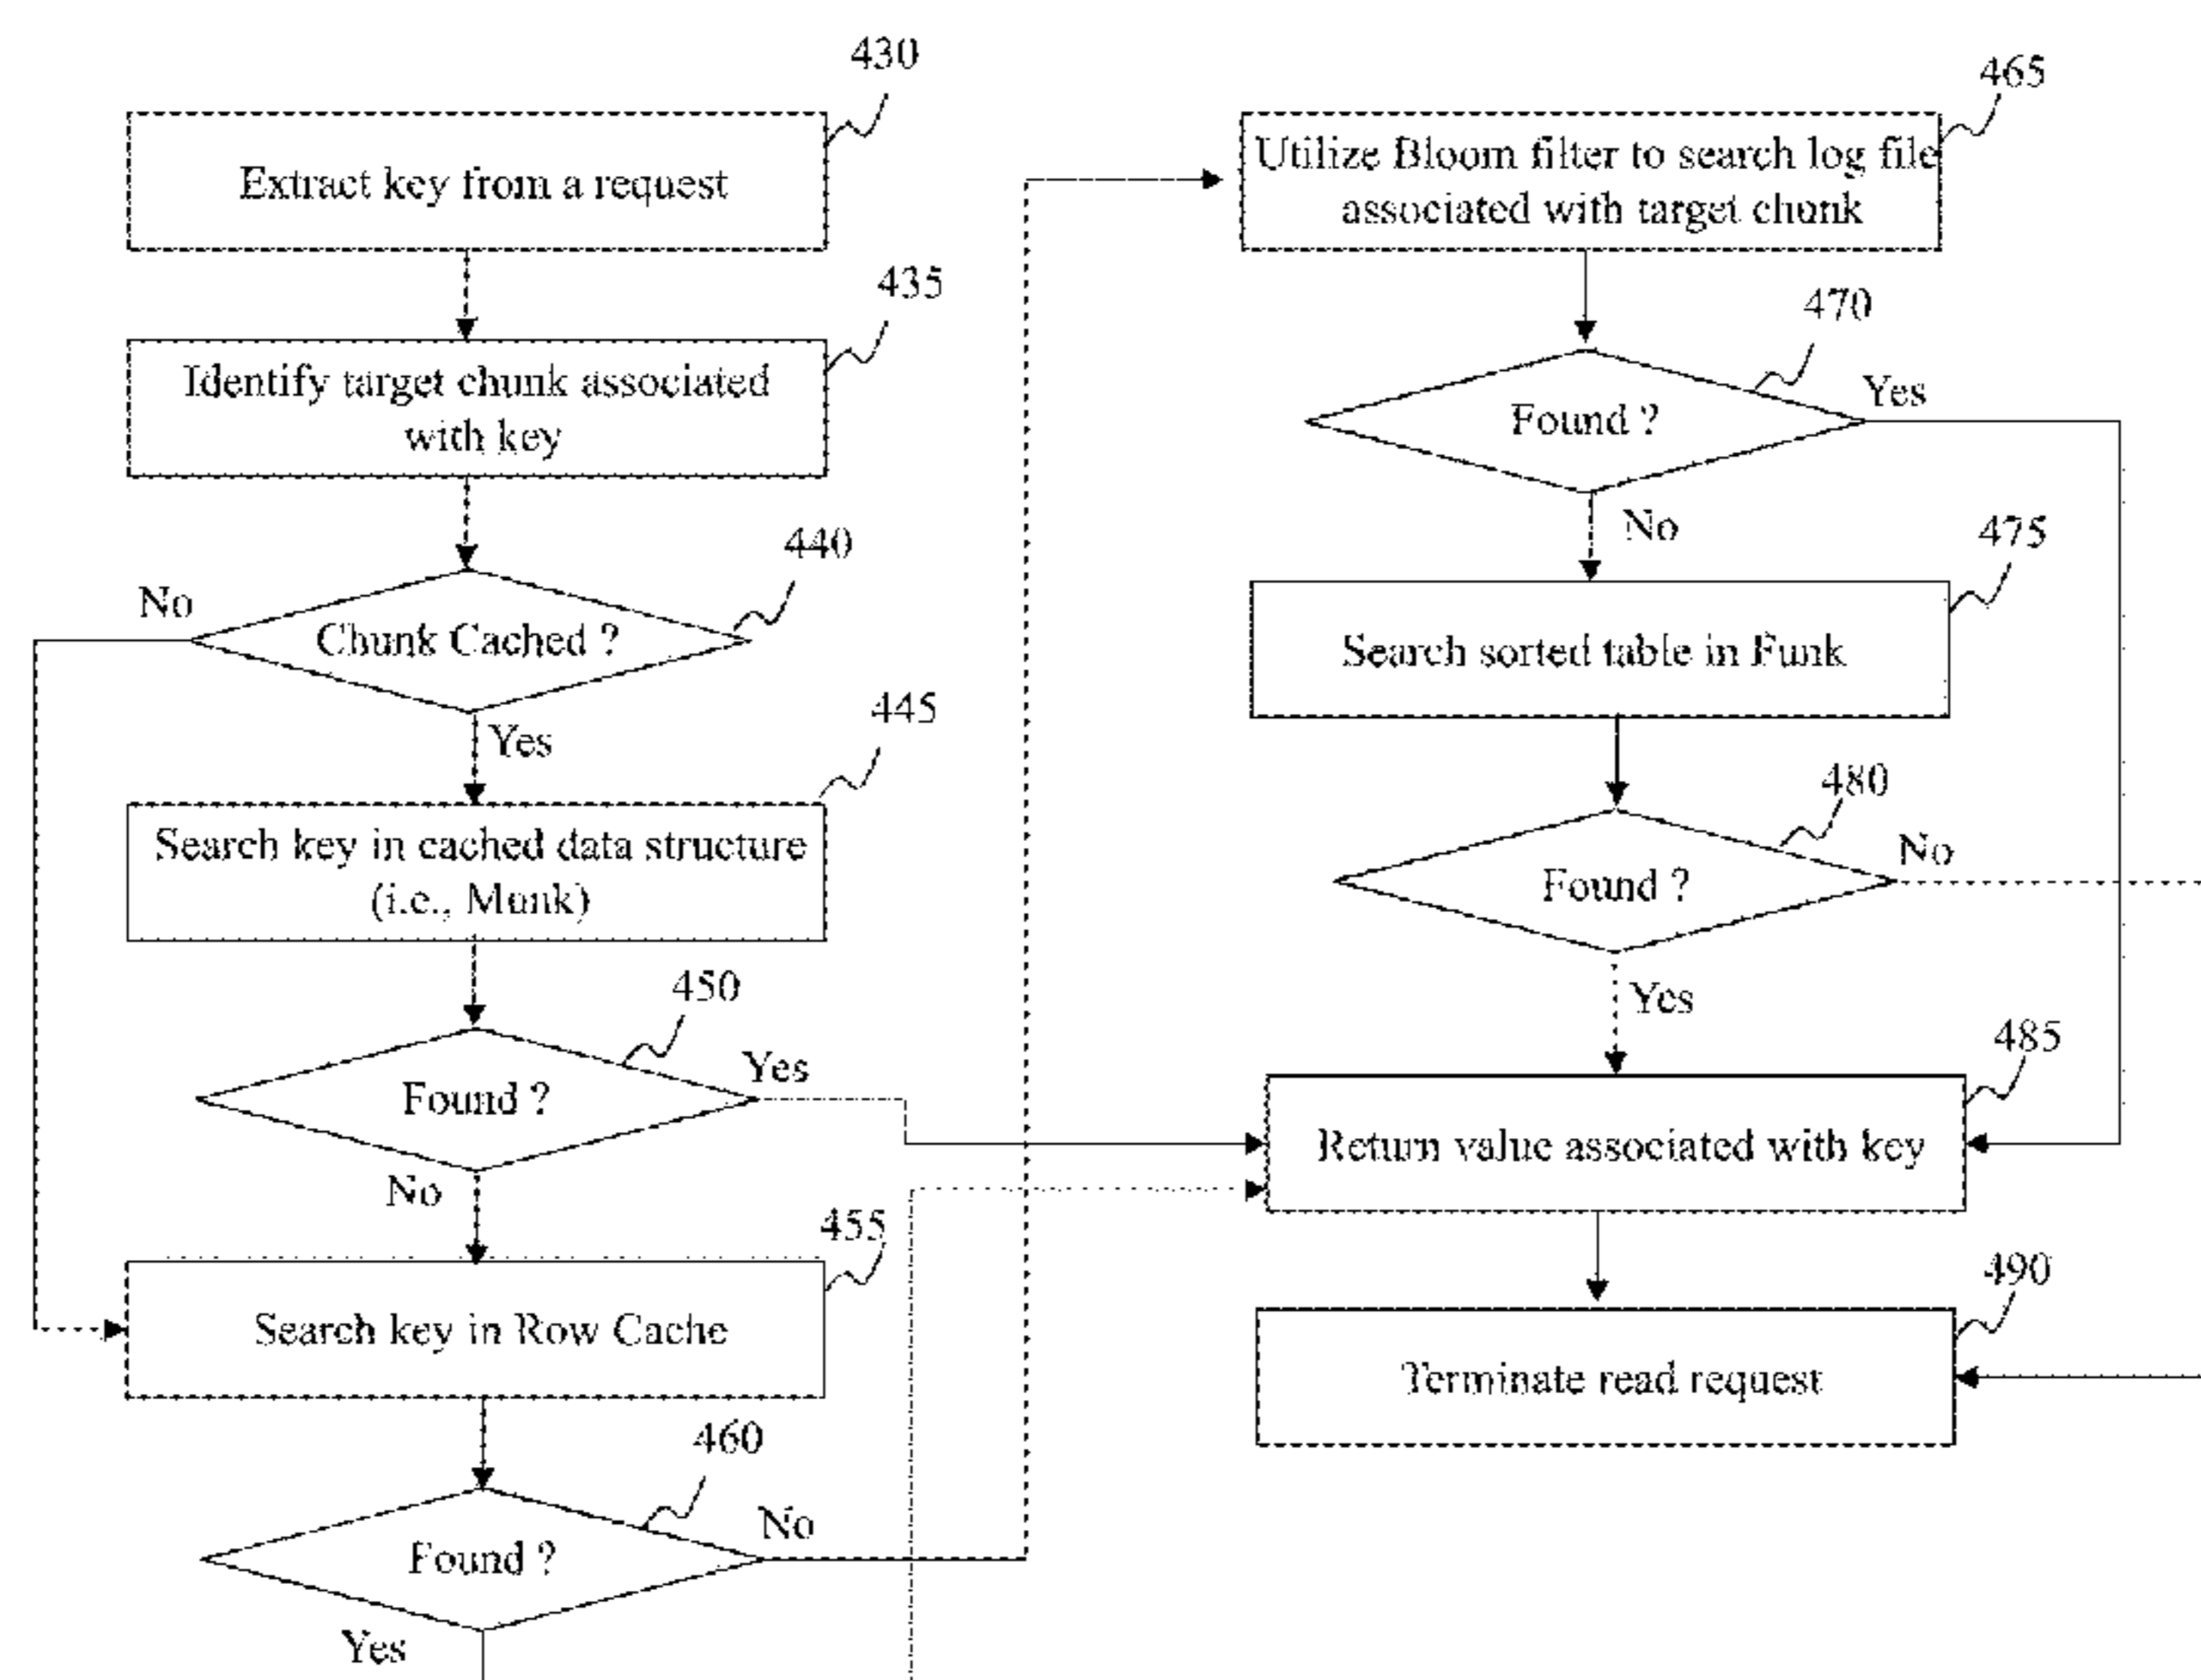 430
Extract key from a request
435
Identify target chunk associated
with key
440
No
Chunk Cached ?
Yes
445
Search key in cached data structure
(i.e., Munk)
450
Yes
Found ?
No
455
Search key in Row Cache
460
No
Found ?
Yes
465
Utilize Bloom filter to search log file
associated with target chunk
470
Yes
Found ?
No
475
Search sorted table in Funk
480
No
Found ?
Yes
485
Return value associated with key
490
Terminate read request